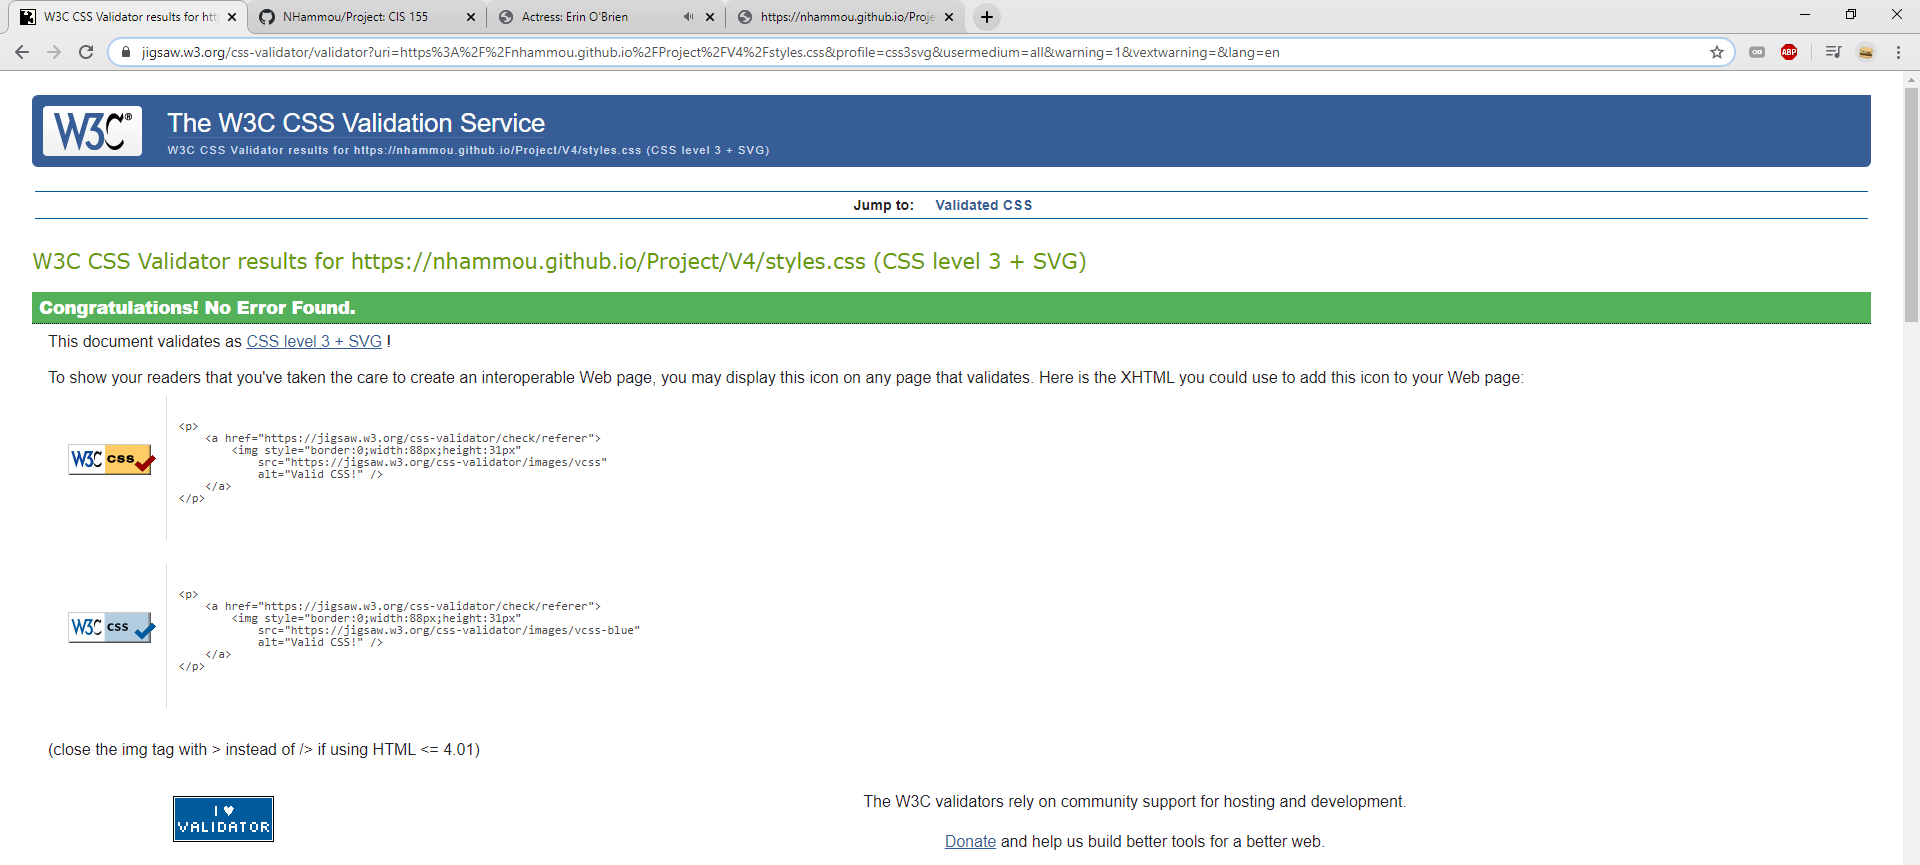 W3C CSS Validator results for htt
NHammou/Project: CIS 155
Actress: Erin O'Brien
https://nhammou.github.io/Proje
jigsaw.w3.org/css-validator/validator?uri=https%3A%2F%2Fnhammou.github.io%2FProject%2FV4%2Fstyles.css&profile=css3svg&usermedium=all&warning=1&vextwarning=&lang=en
ABP
W3C®
The W3C CSS Validation Service
W3C CSS Validator results for https://nhammou.github.io/Project/V4/styles.css (CSS level 3 + SVG)
Jump to: Validated CSS
W3C CSS Validator results for https://nhammou.github.io/Project/V4/styles.css (CSS level 3 + SVG)
Congratulations! No Error Found.
This document validates as CSS level 3 + SVG !
To show your readers that you've taken the care to create an interoperable Web page, you may display this icon on any page that validates. Here is the XHTML you could use to add this icon to your Web page:
W3C css
<p>
<a href="https://jigsaw.w3.org/css-validator/check/referer">
<img style="border:0;width:88px;height:31px"
src="https://jigsaw.w3.org/css-validator/images/vcss"
alt="Valid CSS!" />
</a>
</p>
W3C css
<p>
<a href="https://jigsaw.w3.org/css-validator/check/referer">
<img style="border:0;width:88px;height:31px"
src="https://jigsaw.w3.org/css-validator/images/vcss-blue"
alt="Valid CSS!" />
</a>
</p>
(close the img tag with > instead of /> if using HTML <= 4.01)
I ♥
VALIDATOR
The W3C validators rely on community support for hosting and development.
Donate and help us build better tools for a better web.